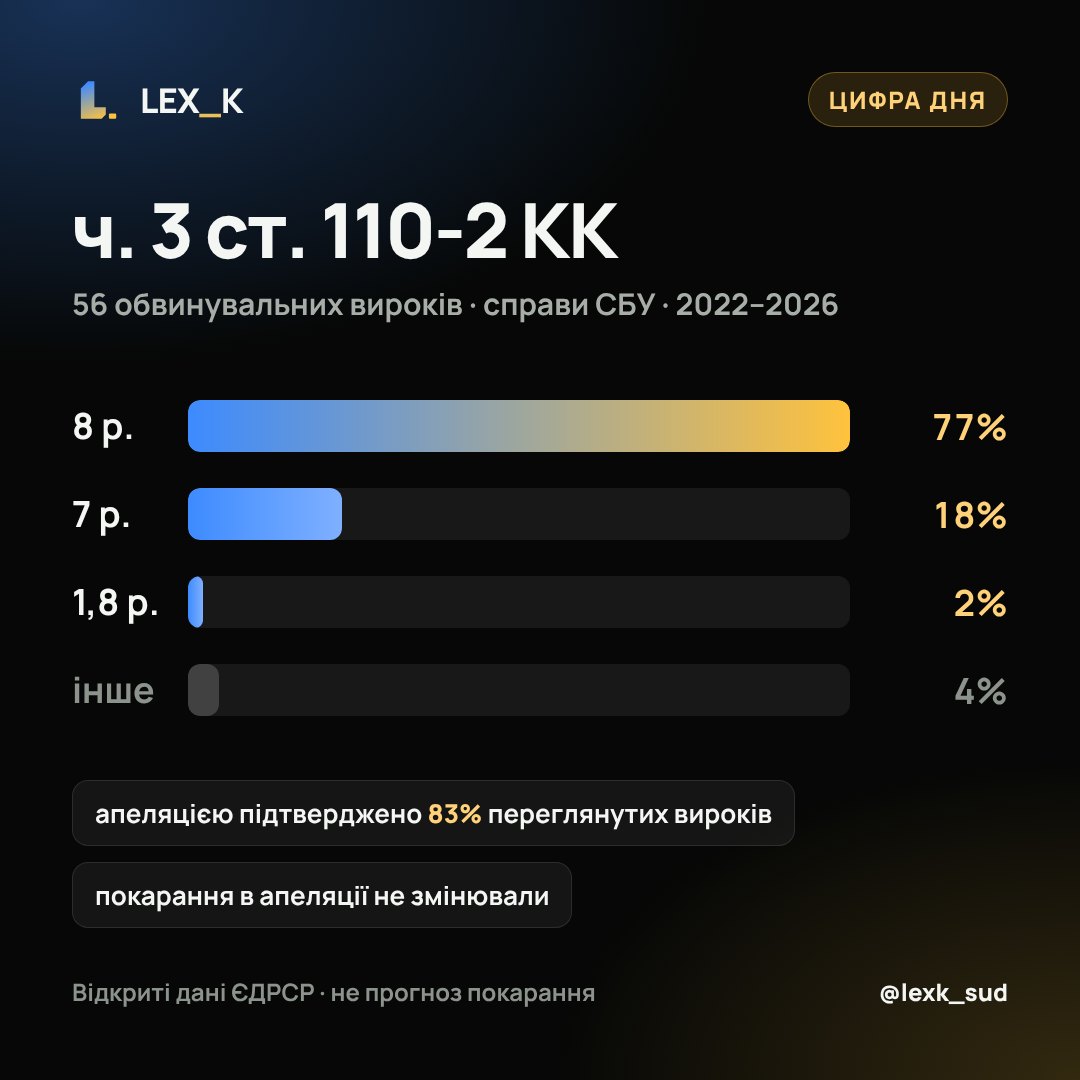 LEX_K
ЦИФРА ДНЯ
ч. 3 ст. 110-2 КК
56 обвинувальних вироків · справи СБУ · 2022–2026
8 р. 77%
7 р. 18%
1,8 р. 2%
інше 4%
апеляцією підтверджено 83% переглянутих вироків
покарання в апеляції не змінювали
Відкриті дані ЄДРСР · не прогноз покарання
@lexk_sud